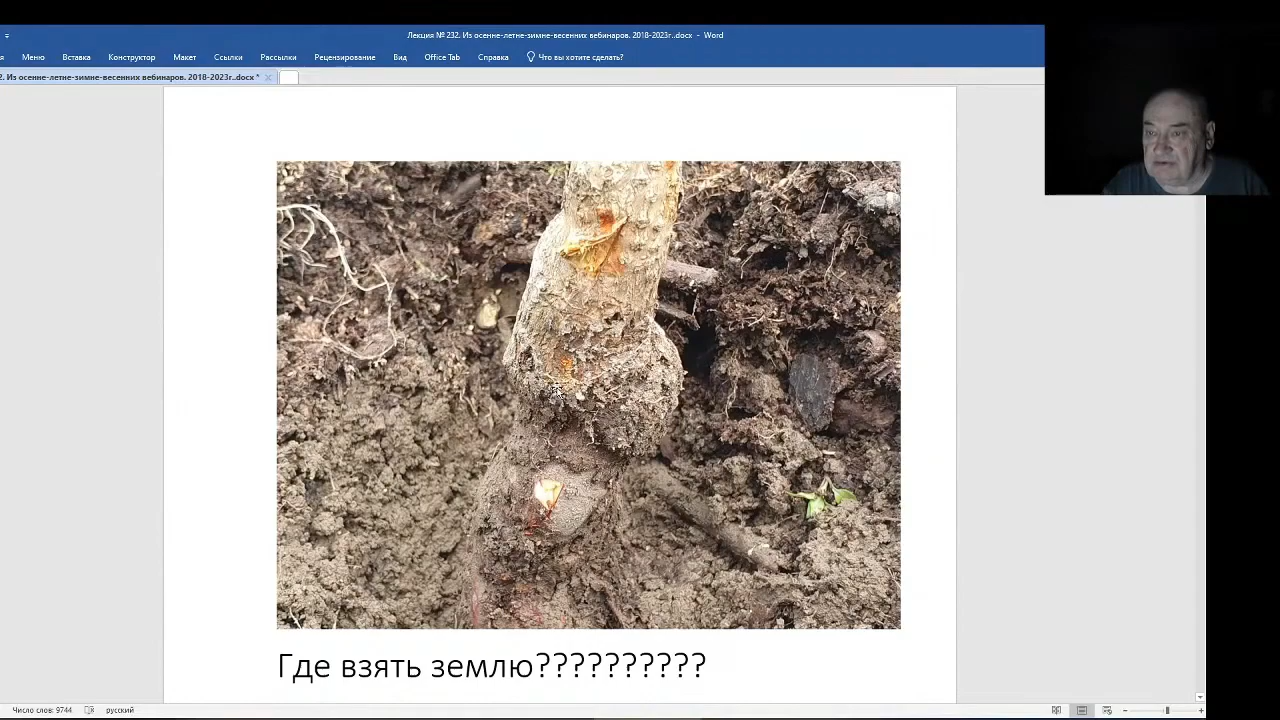 Лекция № 232. Из осенне-летне-зимне-весенних вебинаров. 2018-2023г..docx - Word
я Меню Вставка Конструктор Макет Ссылки Рассылки Рецензирование Вид Office Tab Справка Что вы хотите сделать?
2. Из осенне-летне-зимне-весенних вебинаров. 2018-2023г..docx *
Где взять землю??????????
Число слов: 9744 русский